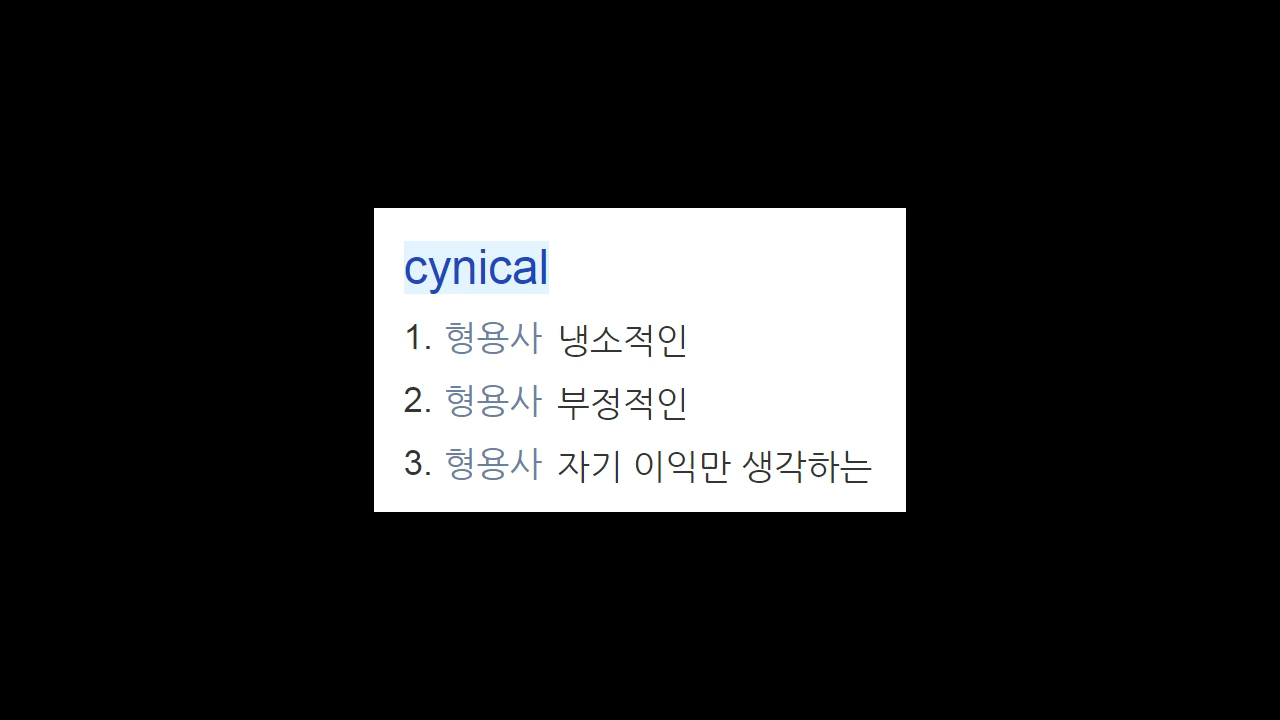 cynical
1. 형용사 냉소적인
2. 형용사 부정적인
3. 형용사 자기 이익만 생각하는